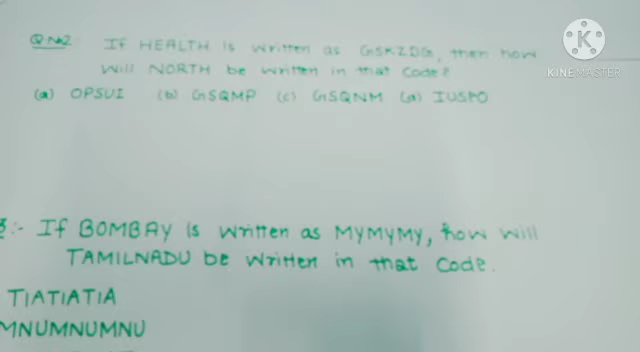 Q.No2. If HEALTH is written as GSKZDG, then how
will NORTH be written in that code?
(a) OPSUI (b) GSQMP (c) GSQNM (d) IUSPO
K
KINEMASTER
:- If BOMBAY is written as MYMYMY, how will
TAMILNADU be written in that code.
TIATIATIA
MNUMNUMNU